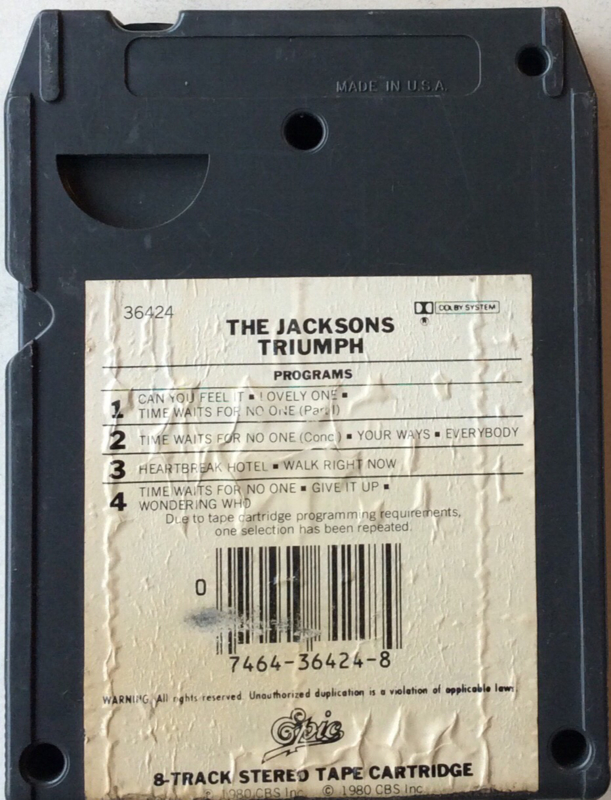 MADE IN U.S.A.
36424
DOLBY SYSTEM
®
THE JACKSONS
TRIUMPH
PROGRAMS
1 CAN YOU FEEL IT ▪ LOVELY ONE ▪
TIME WAITS FOR NO ONE (Part I)
2 TIME WAITS FOR NO ONE (Conc.) ▪ YOUR WAYS ▪ EVERYBODY
3 HEARTBREAK HOTEL ▪ WALK RIGHT NOW
4 TIME WAITS FOR NO ONE ▪ GIVE IT UP ▪
WONDERING WHO
Due to tape cartridge programming requirements,
one selection has been repeated.
0
7464-36424-8
WARNING: All rights reserved. Unauthorized duplication is a violation of applicable laws.
Epic
8-TRACK STEREO TAPE CARTRIDGE
℗ 1980 CBS Inc. © 1980 CBS Inc.